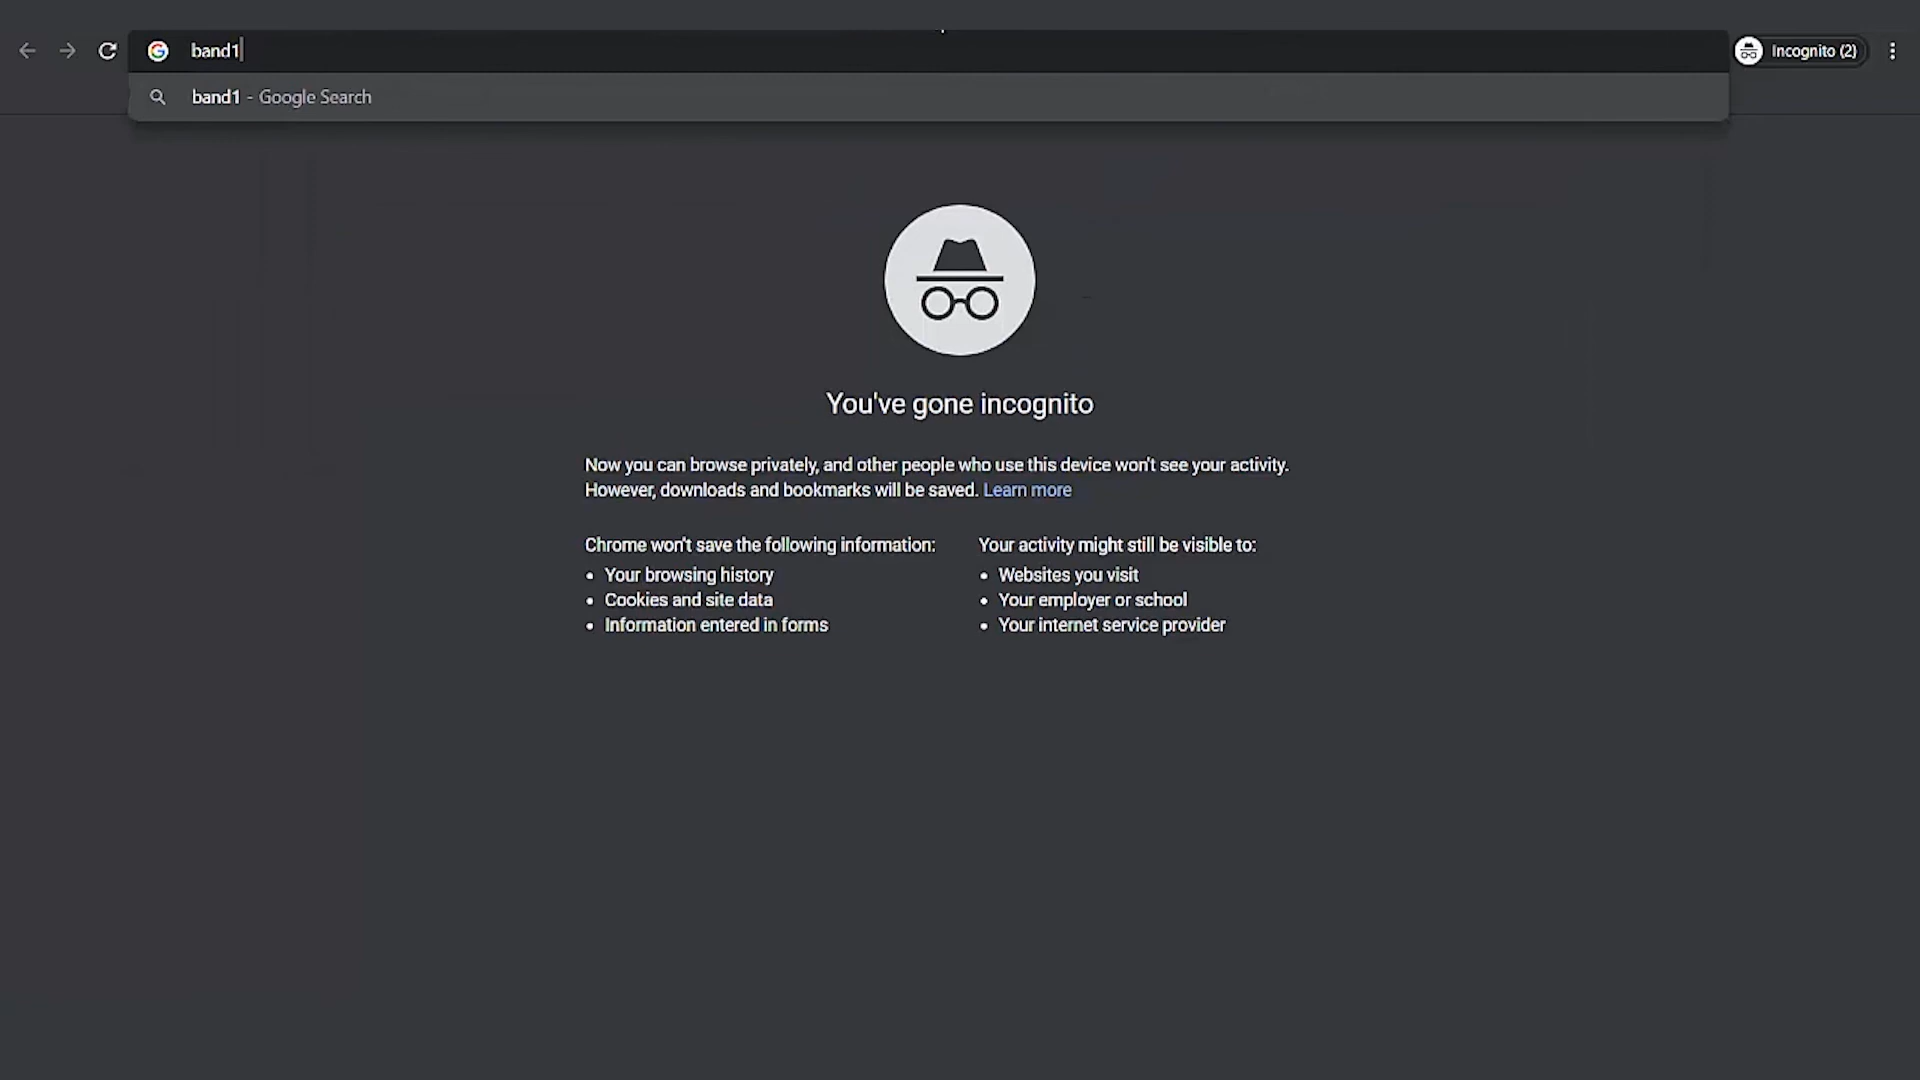 band1
Incognito (2)
band1 - Google Search
You've gone incognito
Now you can browse privately, and other people who use this device won't see your activity.
However, downloads and bookmarks will be saved. Learn more
Chrome won't save the following information:
Your browsing history
Cookies and site data
Information entered in forms
Your activity might still be visible to:
Websites you visit
Your employer or school
Your internet service provider